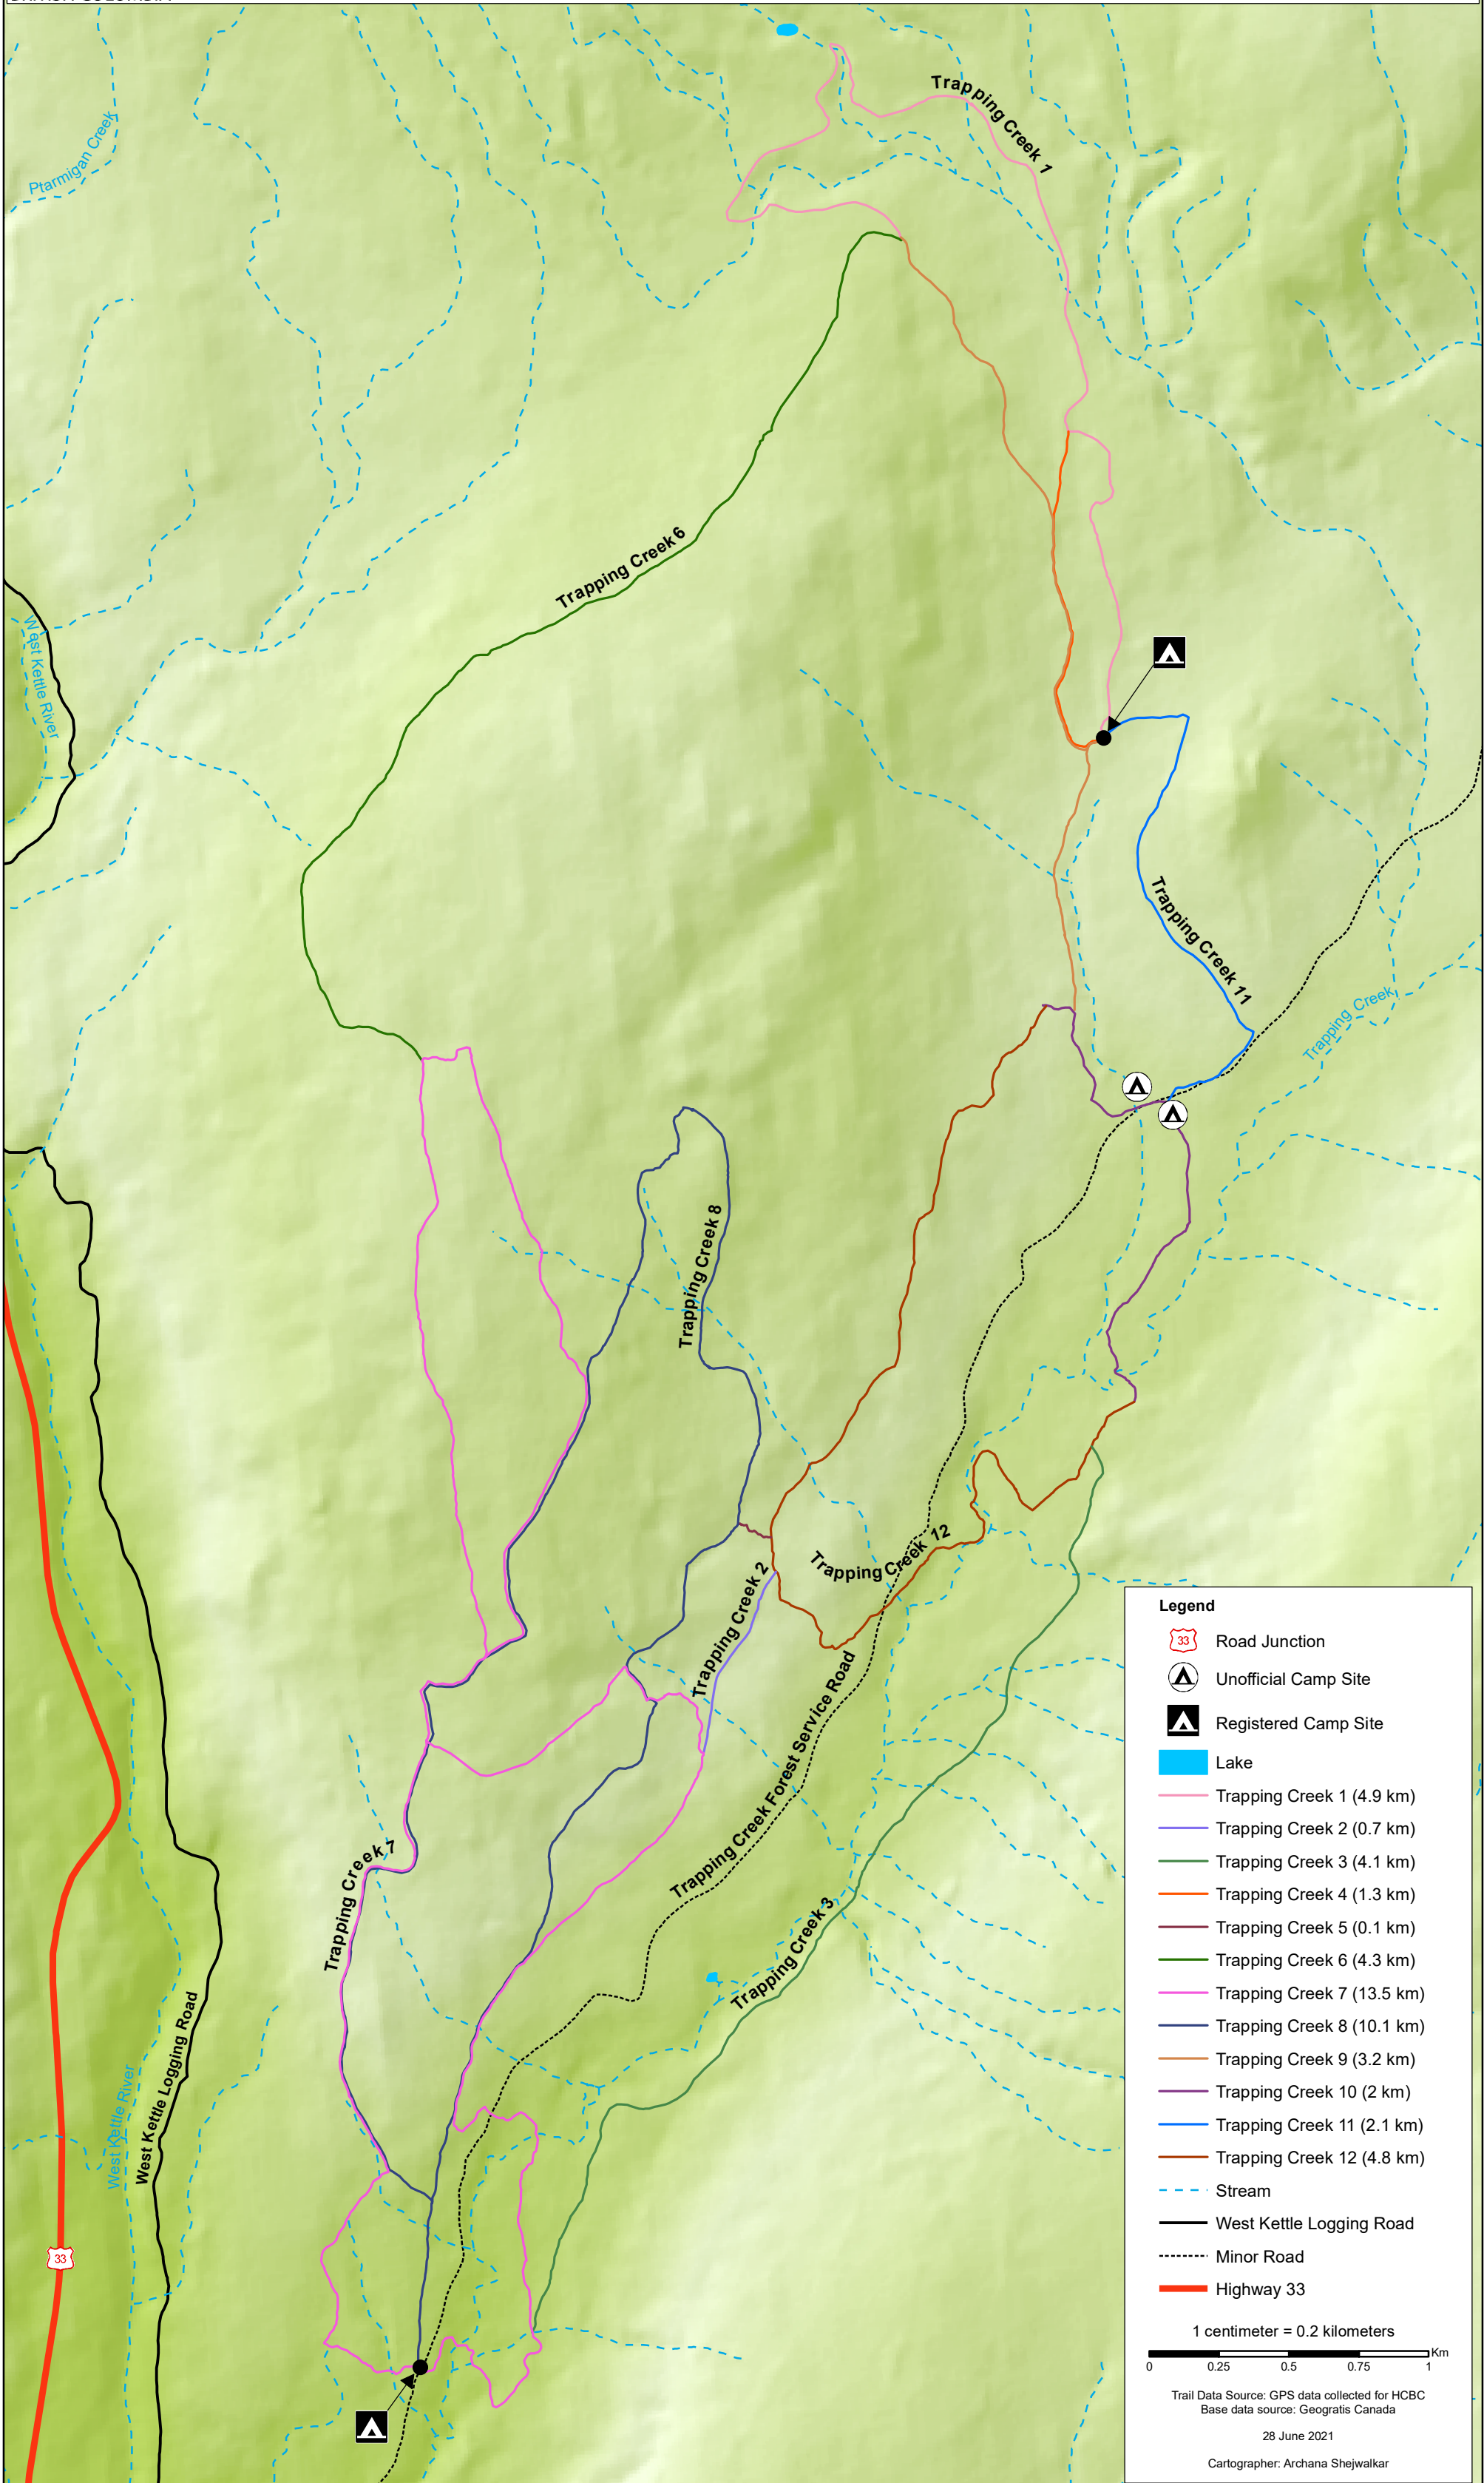 Trapping Creek 1
Ptarmigan Creek
Trapping Creek 6
West Kettle River
Trapping Creek 11
Trapping Creek
Trapping Creek 8
Trapping Creek 12
Trapping Creek 2
Trapping Creek Forest Service Road
Trapping Creek 7
Trapping Creek 3
West Kettle Logging Road
West Kettle River
33
Legend
33 Road Junction
Unofficial Camp Site
Registered Camp Site
Lake
Trapping Creek 1 (4.9 km)
Trapping Creek 2 (0.7 km)
Trapping Creek 3 (4.1 km)
Trapping Creek 4 (1.3 km)
Trapping Creek 5 (0.1 km)
Trapping Creek 6 (4.3 km)
Trapping Creek 7 (13.5 km)
Trapping Creek 8 (10.1 km)
Trapping Creek 9 (3.2 km)
Trapping Creek 10 (2 km)
Trapping Creek 11 (2.1 km)
Trapping Creek 12 (4.8 km)
Stream
West Kettle Logging Road
Minor Road
Highway 33
1 centimeter = 0.2 kilometers
Km
0 0.25 0.5 0.75 1
Trail Data Source: GPS data collected for HCBC
Base data source: Geogratis Canada
28 June 2021
Cartographer: Archana Shejwalkar